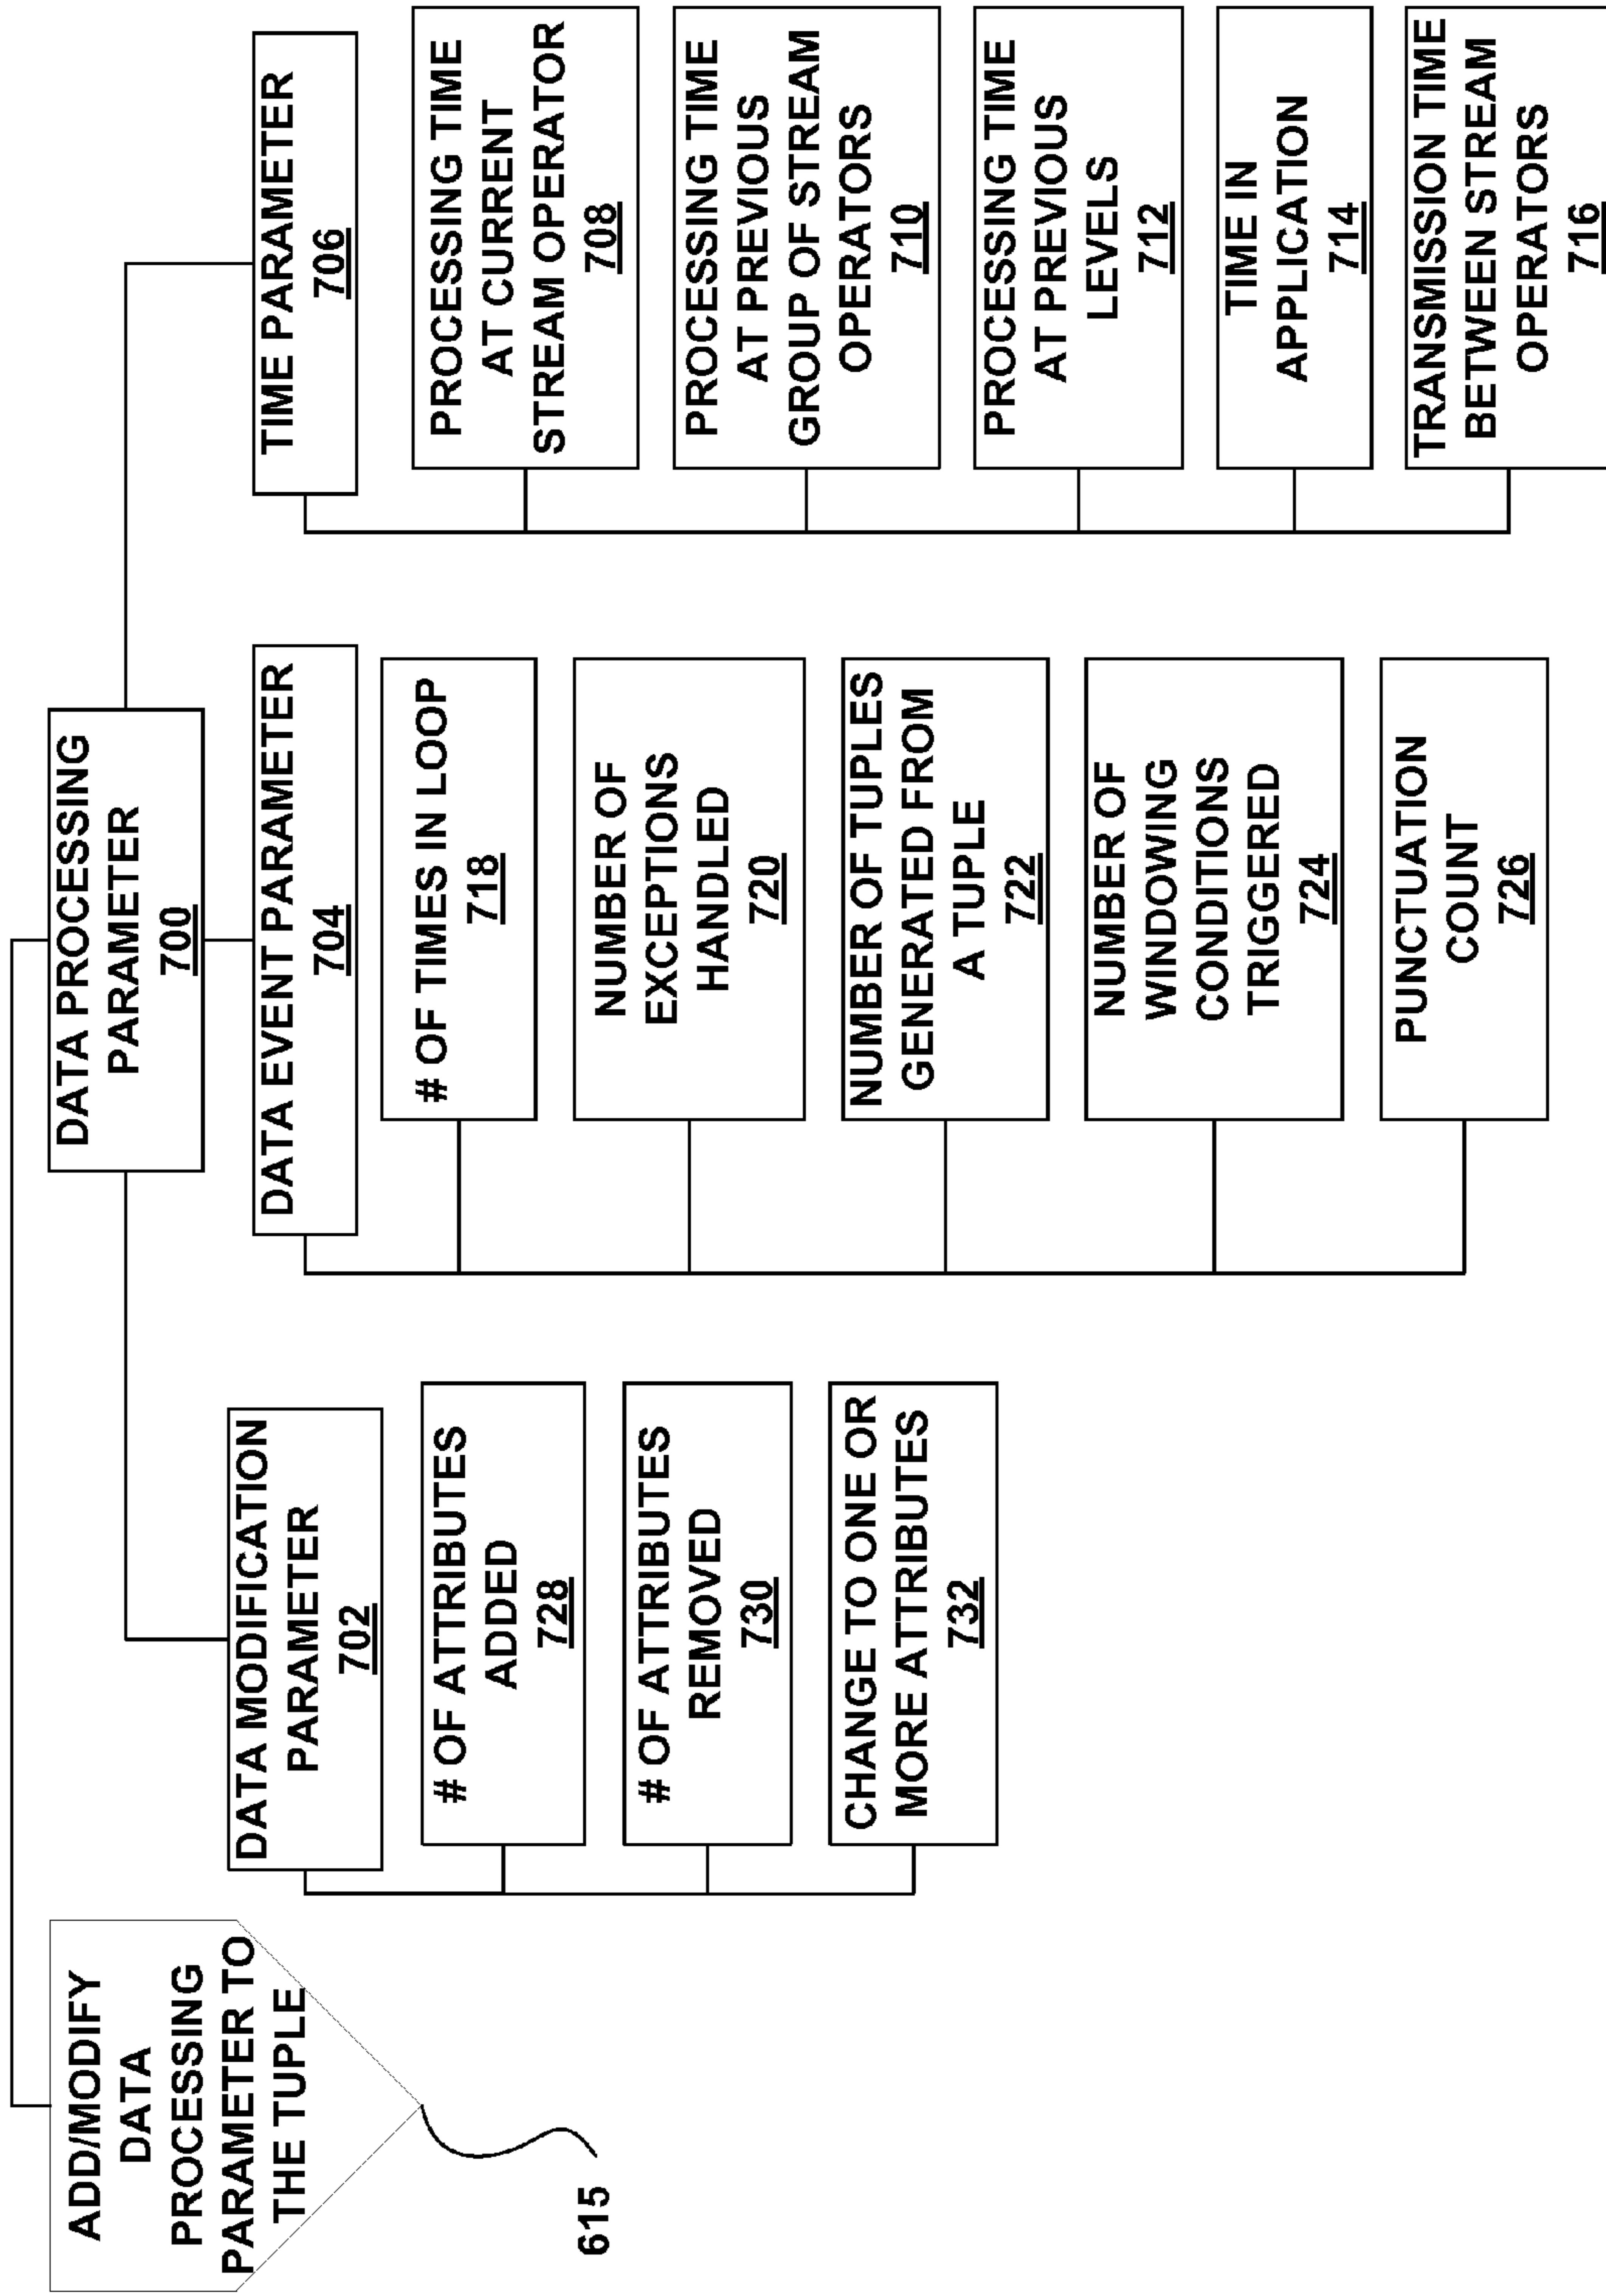 ADD/MODIFY
DATA
PROCESSING
PARAMETER TO
THE TUPLE
615
DATA PROCESSING
PARAMETER
700
DATA MODIFICATION
PARAMETER
702
# OF ATTRIBUTES
ADDED
728
# OF ATTRIBUTES
REMOVED
730
CHANGE TO ONE OR
MORE ATTRIBUTES
732
DATA EVENT PARAMETER
704
# OF TIMES IN LOOP
718
NUMBER OF
EXCEPTIONS
HANDLED
720
NUMBER OF TUPLES
GENERATED FROM
A TUPLE
722
NUMBER OF
WINDOWING
CONDITIONS
TRIGGERED
724
PUNCTUATION
COUNT
726
TIME PARAMETER
706
PROCESSING TIME
AT CURRENT
STREAM OPERATOR
708
PROCESSING TIME
AT PREVIOUS
GROUP OF STREAM
OPERATORS
710
PROCESSING TIME
AT PREVIOUS
LEVELS
712
TIME IN
APPLICATION
714
TRANSMISSION TIME
BETWEEN STREAM
OPERATORS
716